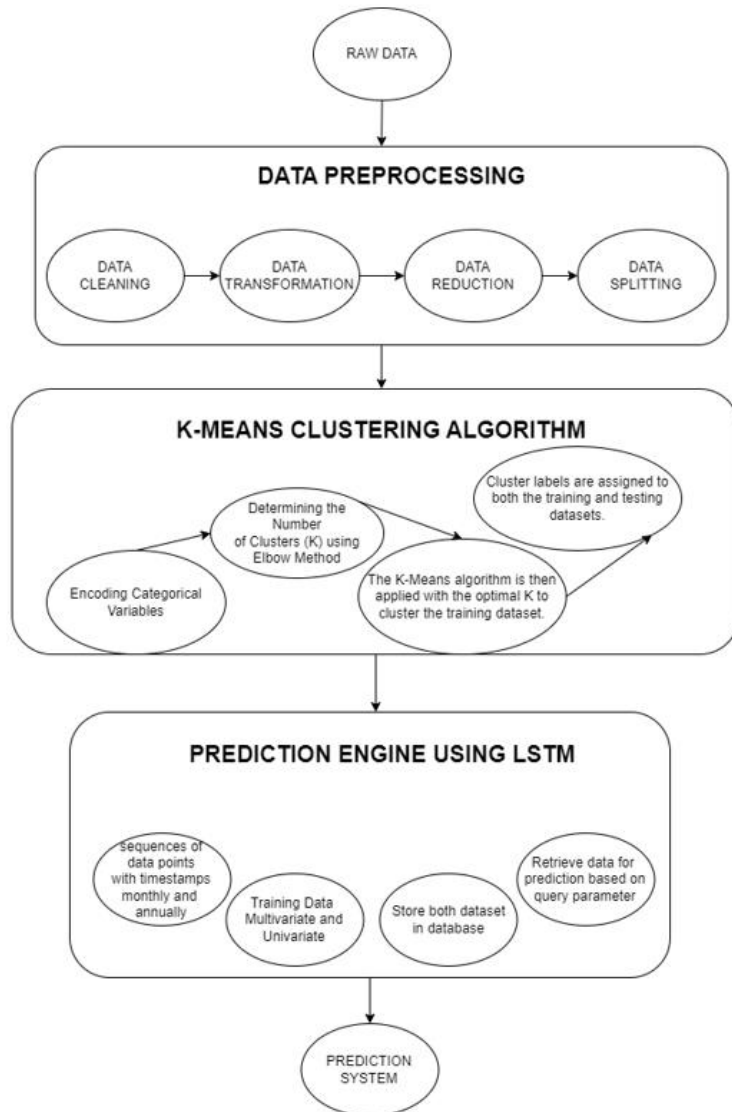 RAW DATA
DATA PREPROCESSING
DATA
CLEANING
DATA
TRANSFORMATION
DATA
REDUCTION
DATA
SPLITTING
K-MEANS CLUSTERING ALGORITHM
Encoding Categorical
Variables
Determining the
Number
of Clusters (K) using
Elbow Method
The K-Means algorithm is then
applied with the optimal K to
cluster the training dataset.
Cluster labels are assigned to
both the training and testing
datasets.
PREDICTION ENGINE USING LSTM
sequences of
data points
with timestamps
monthly and
annually
Training Data
Multivariate and
Univariate
Store both dataset
in database
Retrieve data for
prediction based on
query parameter
PREDICTION
SYSTEM